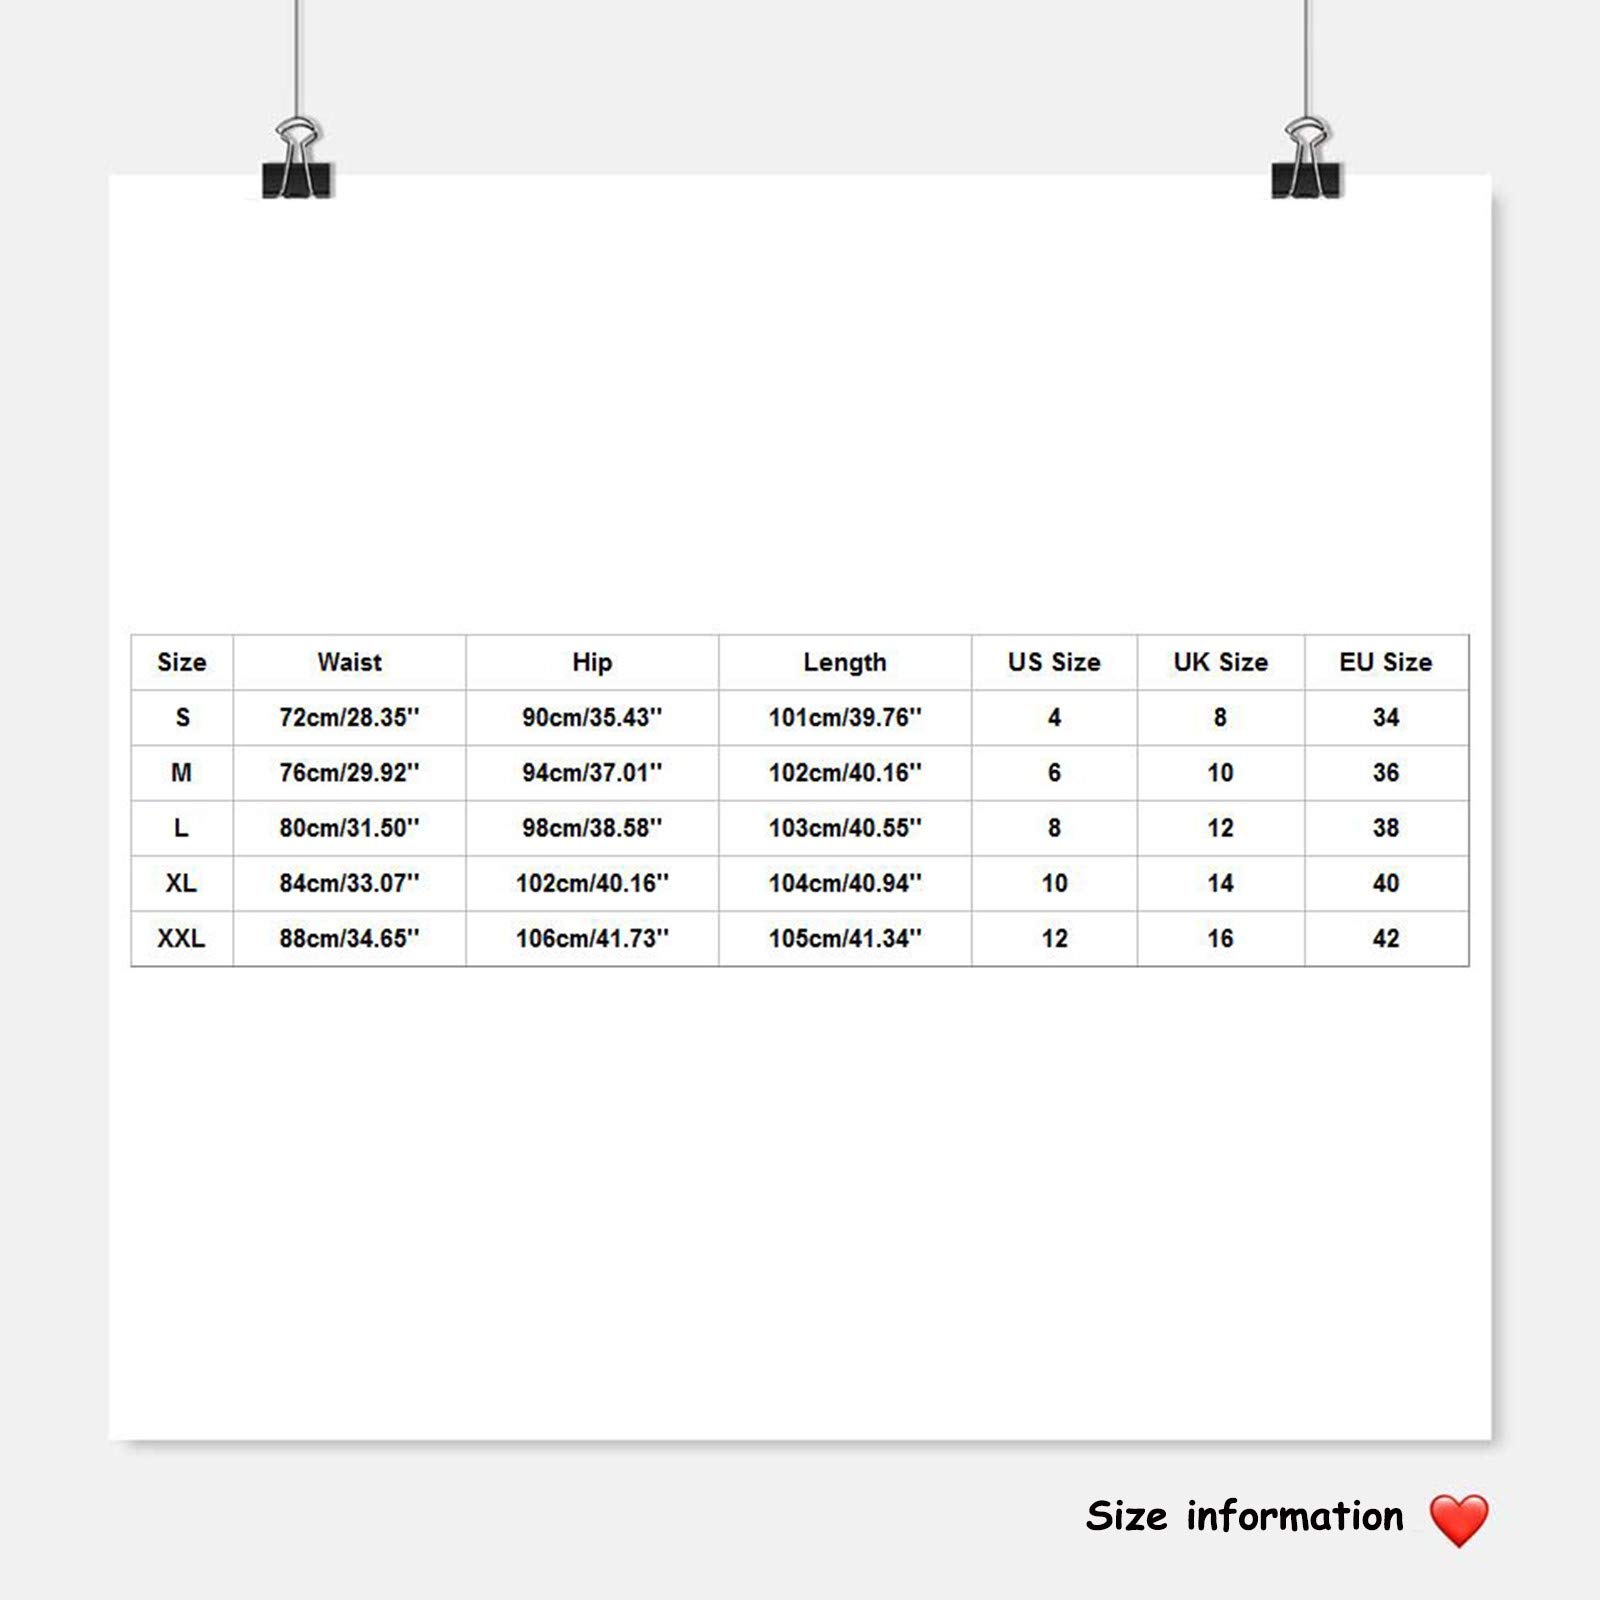 Size Waist Hip Length US Size UK Size EU Size
S 72cm/28.35'' 90cm/35.43'' 101cm/39.76'' 4 8 34
M 76cm/29.92'' 94cm/37.01'' 102cm/40.16'' 6 10 36
L 80cm/31.50'' 98cm/38.58'' 103cm/40.55'' 8 12 38
XL 84cm/33.07'' 102cm/40.16'' 104cm/40.94'' 10 14 40
XXL 88cm/34.65'' 106cm/41.73'' 105cm/41.34'' 12 16 42
Size information